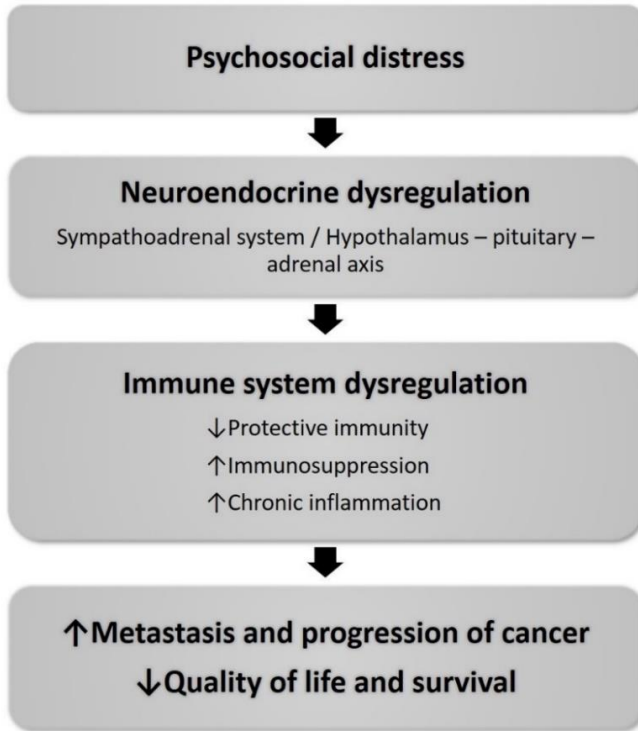 Psychosocial distress
Neuroendocrine dysregulation
Sympathoadrenal system / Hypothalamus – pituitary –
adrenal axis
Immune system dysregulation
↓Protective immunity
↑Immunosuppression
↑Chronic inflammation
↑Metastasis and progression of cancer
↓Quality of life and survival